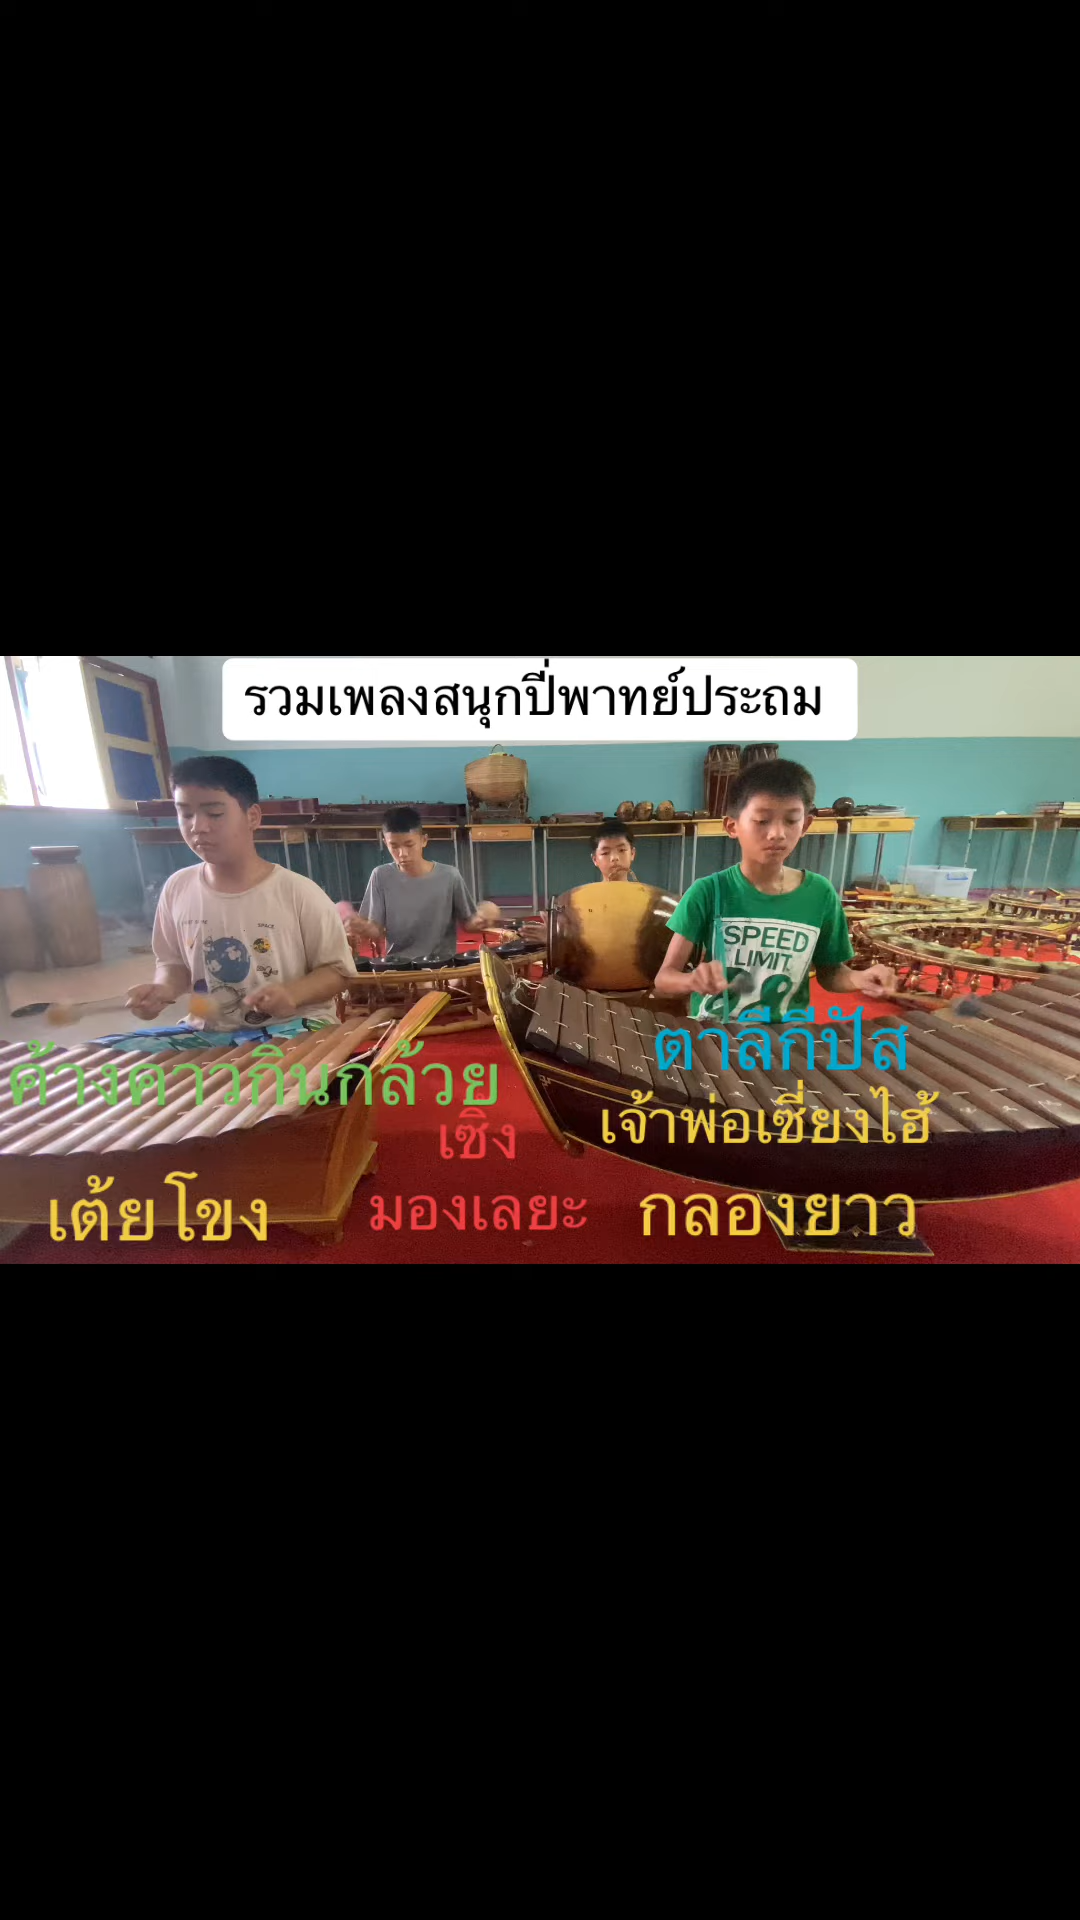 รวมเพลงสนุกปี่พาทย์ประถม
SPACE
SPEED
LIMIT
28
ตาลีกีปัส
ค้างคาวกินกล้วย
เจ้าพ่อเซี่ยงไฮ้
เซิ้ง
เต้ยโขง
มองเลยะ
กลองยาว